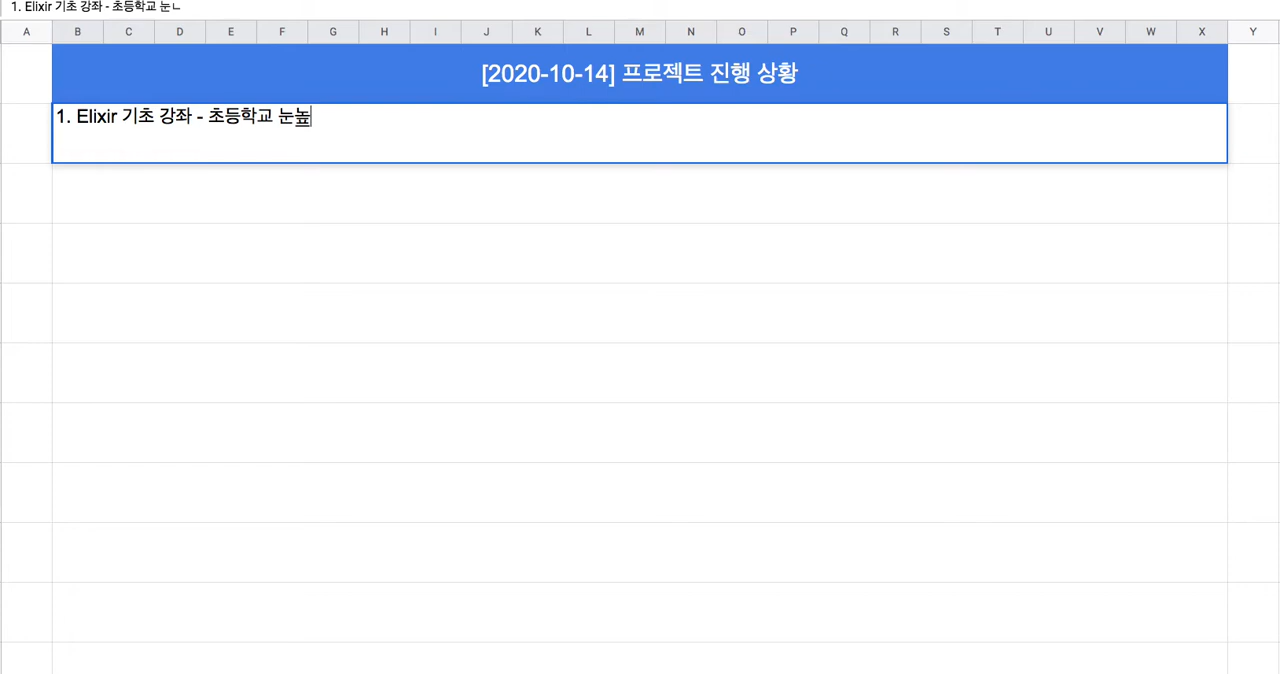 1. Elixir 기초 강좌 - 초등학교 눈ㄴ
A B C D E F G H I J K L M N O P Q R S T U V W X Y
[2020-10-14] 프로젝트 진행 상황
1. Elixir 기초 강좌 - 초등학교 눈높